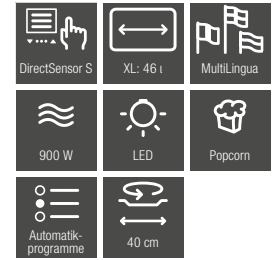 DirectSensor S
XL: 46 l
MultiLingua
900 W
LED
Popcorn
Automatik-
programme
40 cm